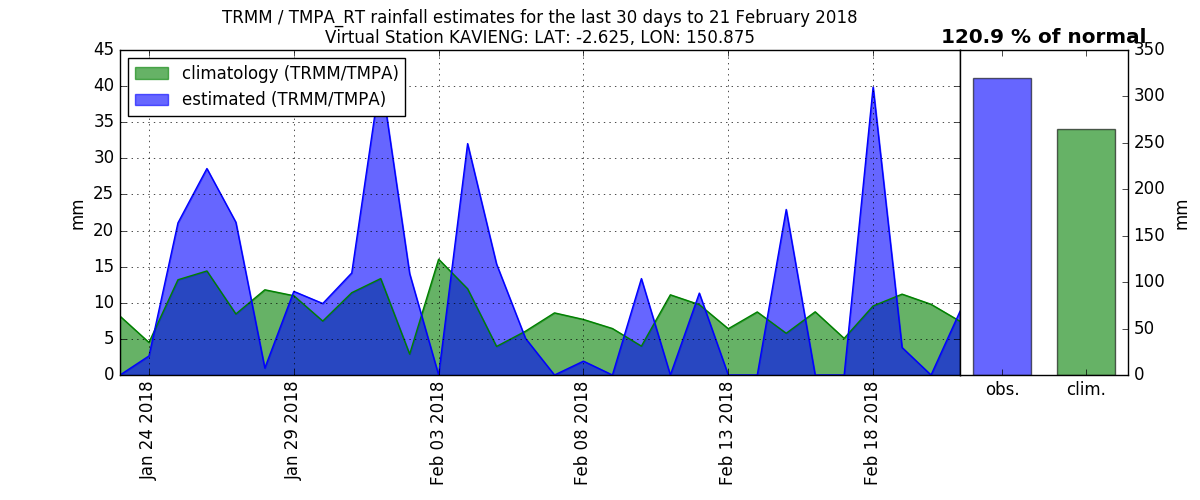 TRMM / TMPA_RT rainfall estimates for the last 30 days to 21 February 2018
Virtual Station KAVIENG: LAT: -2.625, LON: 150.875
120.9 % of normal
climatology (TRMM/TMPA)
estimated (TRMM/TMPA)
45
40
35
30
25
20
15
10
5
0
mm
Jan 24 2018
Jan 29 2018
Feb 03 2018
Feb 08 2018
Feb 13 2018
Feb 18 2018
350
300
250
200
150
100
50
0
mm
obs.
clim.